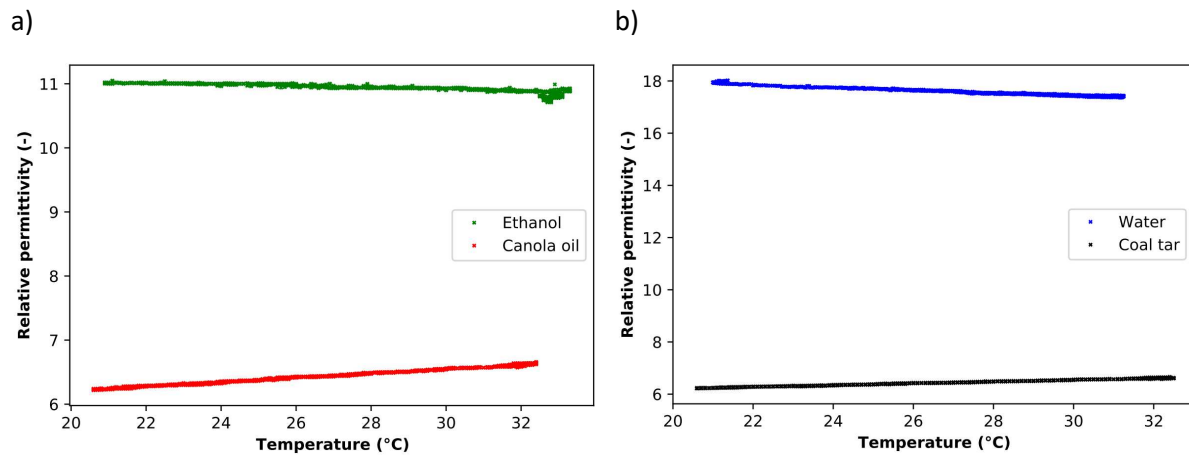 a)
11
10
9
8
7
6
20 22 24 26 28 30 32
Relative permittivity (-)
Temperature (°C)
Ethanol
Canola oil
b)
18
16
14
12
10
8
6
20 22 24 26 28 30 32
Relative permittivity (-)
Temperature (°C)
Water
Coal tar